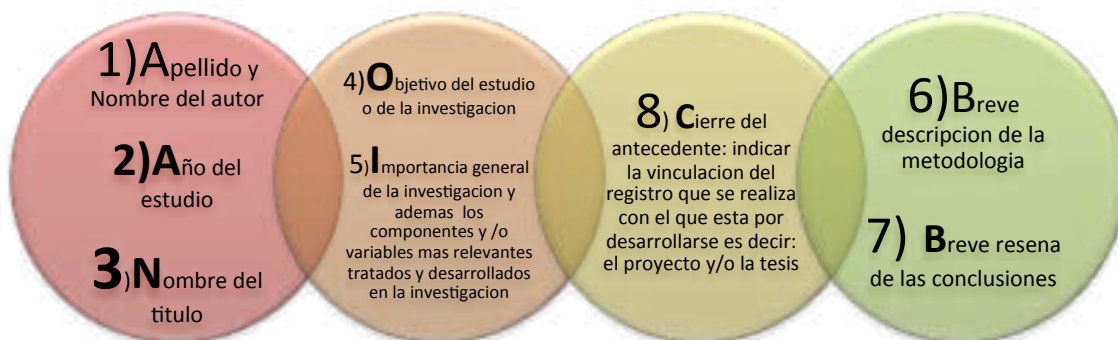 1)Apellido y
Nombre del autor
2)Año del
estudio
3)Nombre del
titulo
4)Objetivo del estudio
o de la investigacion
5)Importancia general
de la investigacion y
ademas los
componentes y /o
variables mas relevantes
tratados y desarrollados
en la investigacion
8) Cierre del
antecedente: indicar
la vinculacion del
registro que se realiza
con el que esta por
desarrollarse es decir:
el proyecto y/o la tesis
6)Breve
descripcion de la
metodologia
7) Breve resena
de las conclusiones